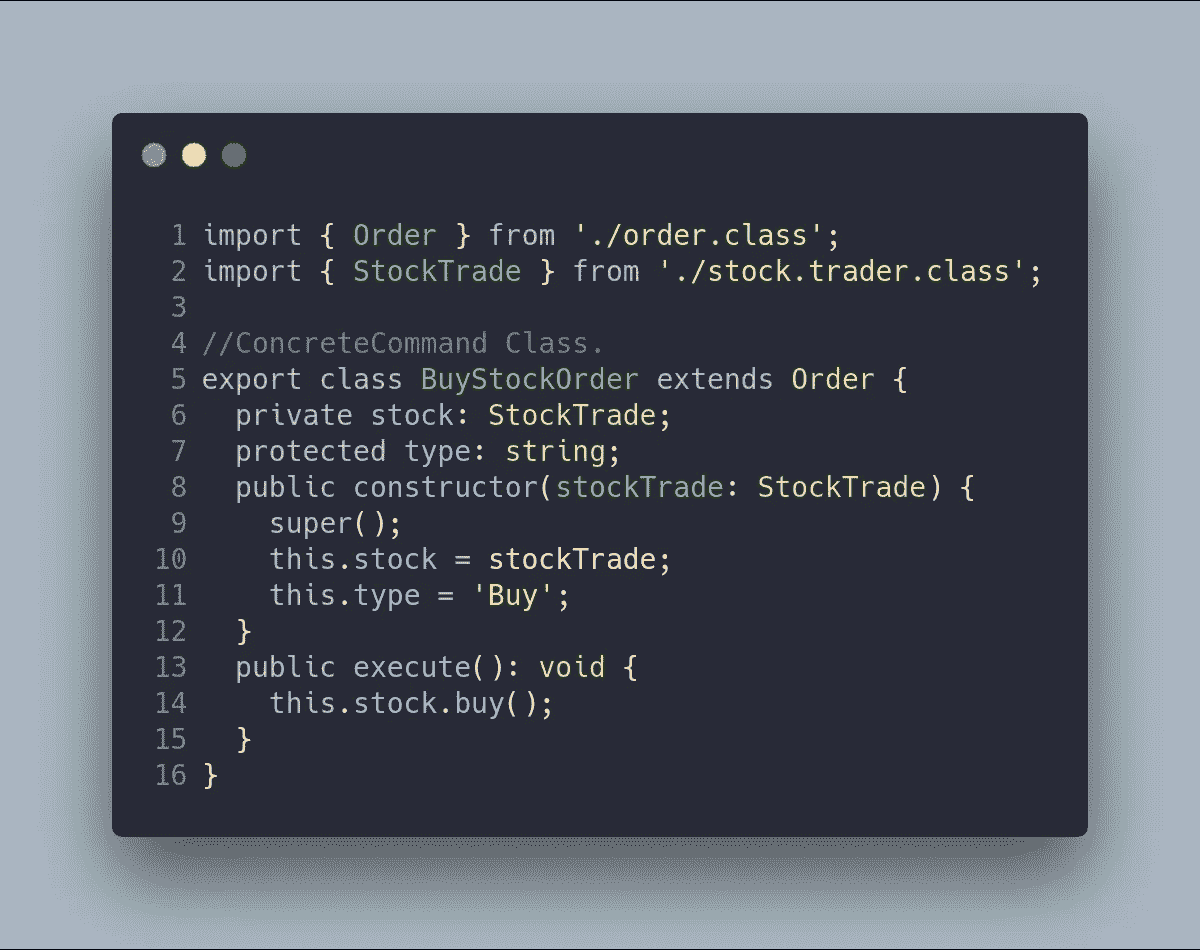 1 import { Order } from './order.class';
2 import { StockTrade } from './stock.trader.class';
3
4 //ConcreteCommand Class.
5 export class BuyStockOrder extends Order {
6   private stock: StockTrade;
7   protected type: string;
8   public constructor(stockTrade: StockTrade) {
9     super();
10     this.stock = stockTrade;
11     this.type = 'Buy';
12   }
13   public execute(): void {
14     this.stock.buy();
15   }
16 }